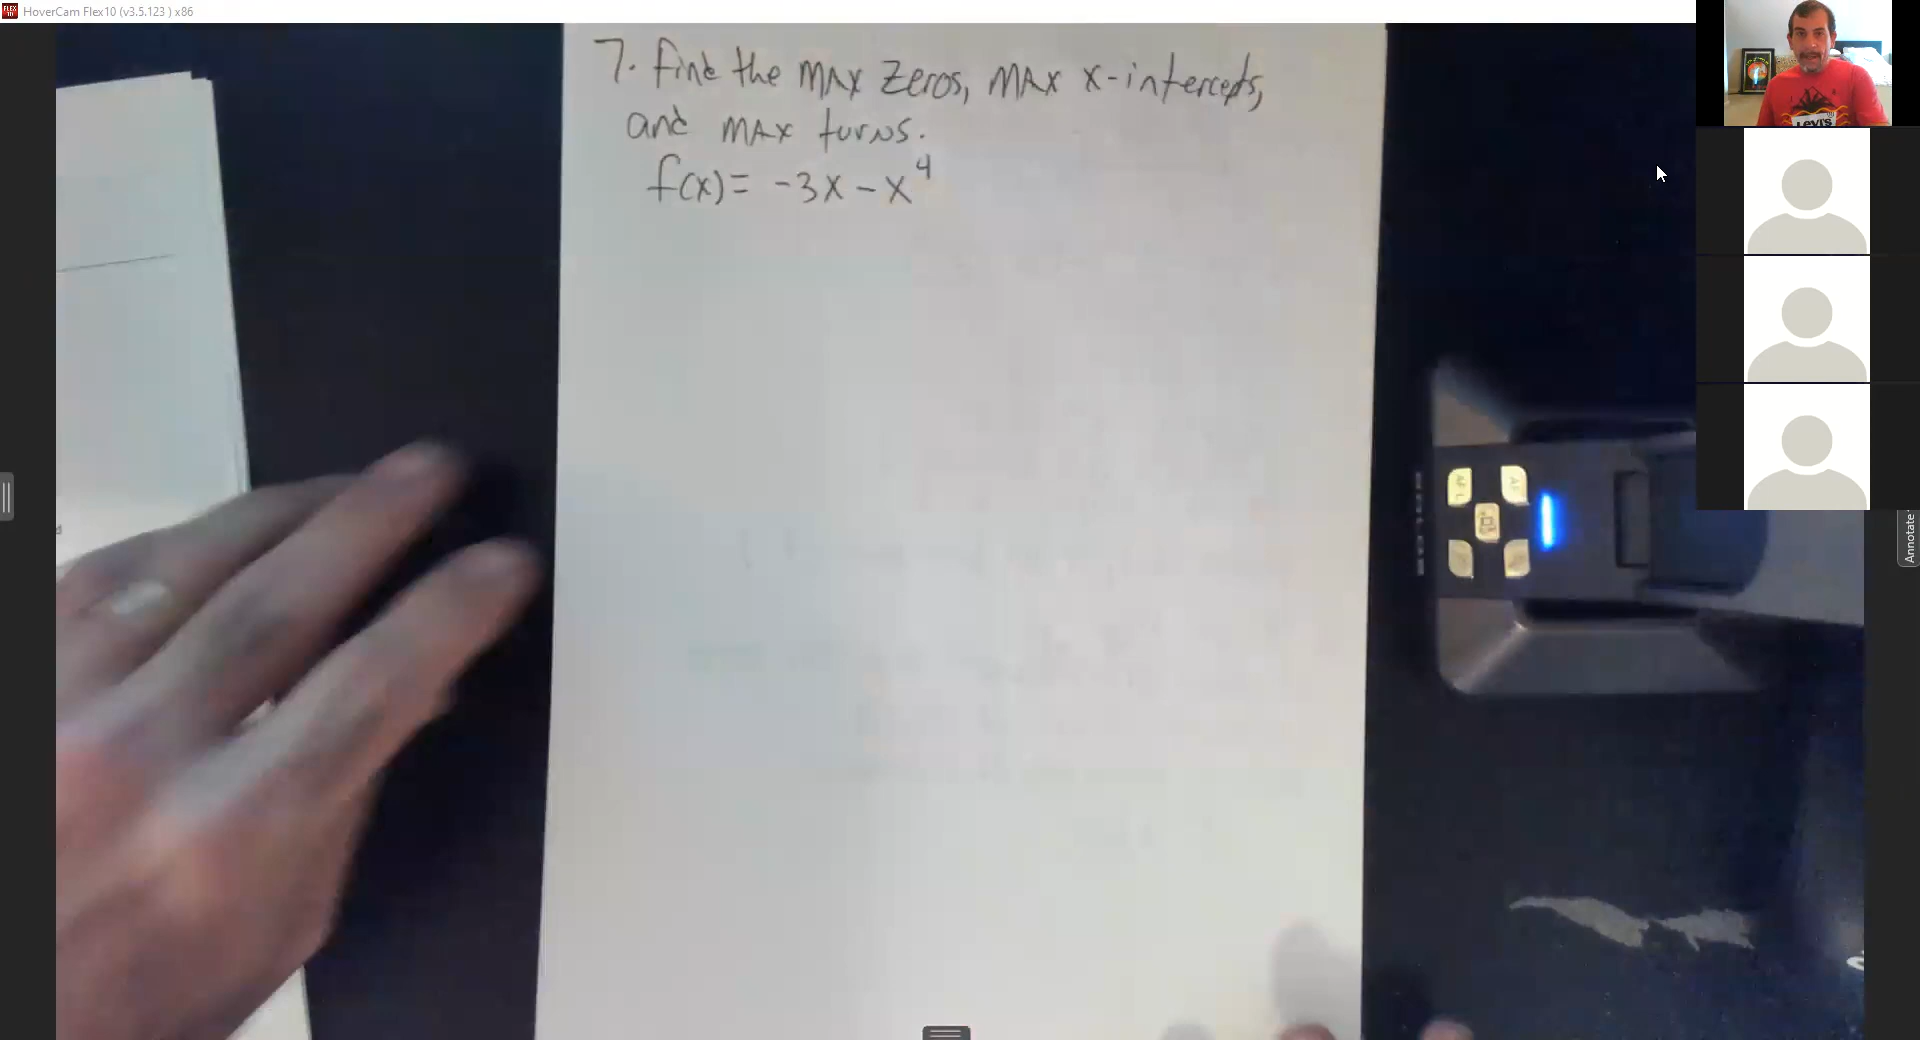 HoverCam Flex10 (v3.5.123 ) x86
7. Find the MAX zeros, MAX x-intercepts,
and MAX turns.
f(x) = -3x - x⁴
LEVI'S
Annotate